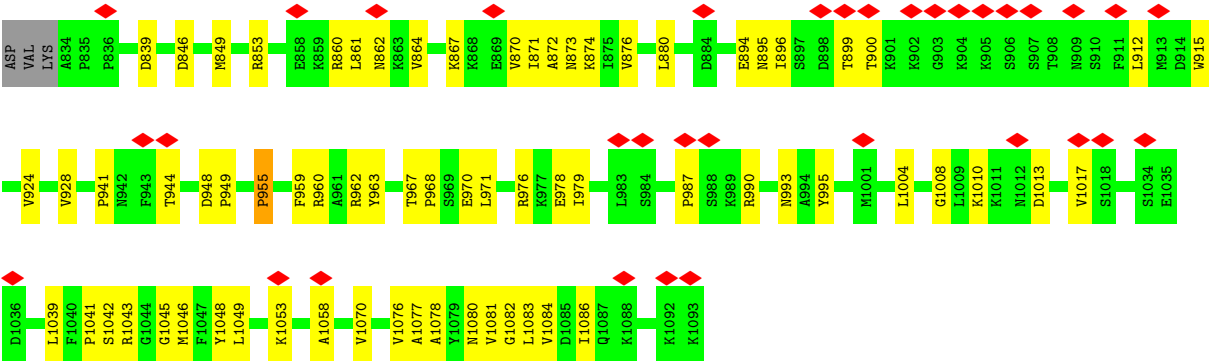 ASP VAL LYS A834 P835 P836 D839 D846 M849 R853 E858 K859 R860 L861 N862 K863 V864 K867 K868 E869 V870 I871 A872 N873 K874 I875 V876 L880 D884 E894 N895 I896 S897 D898 T899 T900 K901 K902 G903 K904 K905 S906 S907 T908 N909 S910 F911 L912 M913 D914 W915
V924 V928 P941 N942 F943 T944 D948 P949 P955 F959 R960 A961 R962 Y963 T967 P968 S969 E970 L971 R976 K977 E978 I979 L983 S984 P987 S988 K989 R990 N993 A994 Y995 M1001 L1004 G1008 L1009 K1010 K1011 N1012 D1013 V1017 S1018 S1034 E1035
D1036 L1039 F1040 P1041 S1042 R1043 G1044 G1045 M1046 F1047 Y1048 L1049 K1053 A1058 V1070 V1076 A1077 A1078 Y1079 N1080 V1081 G1082 L1083 V1084 D1085 I1086 Q1087 K1088 K1092 K1093